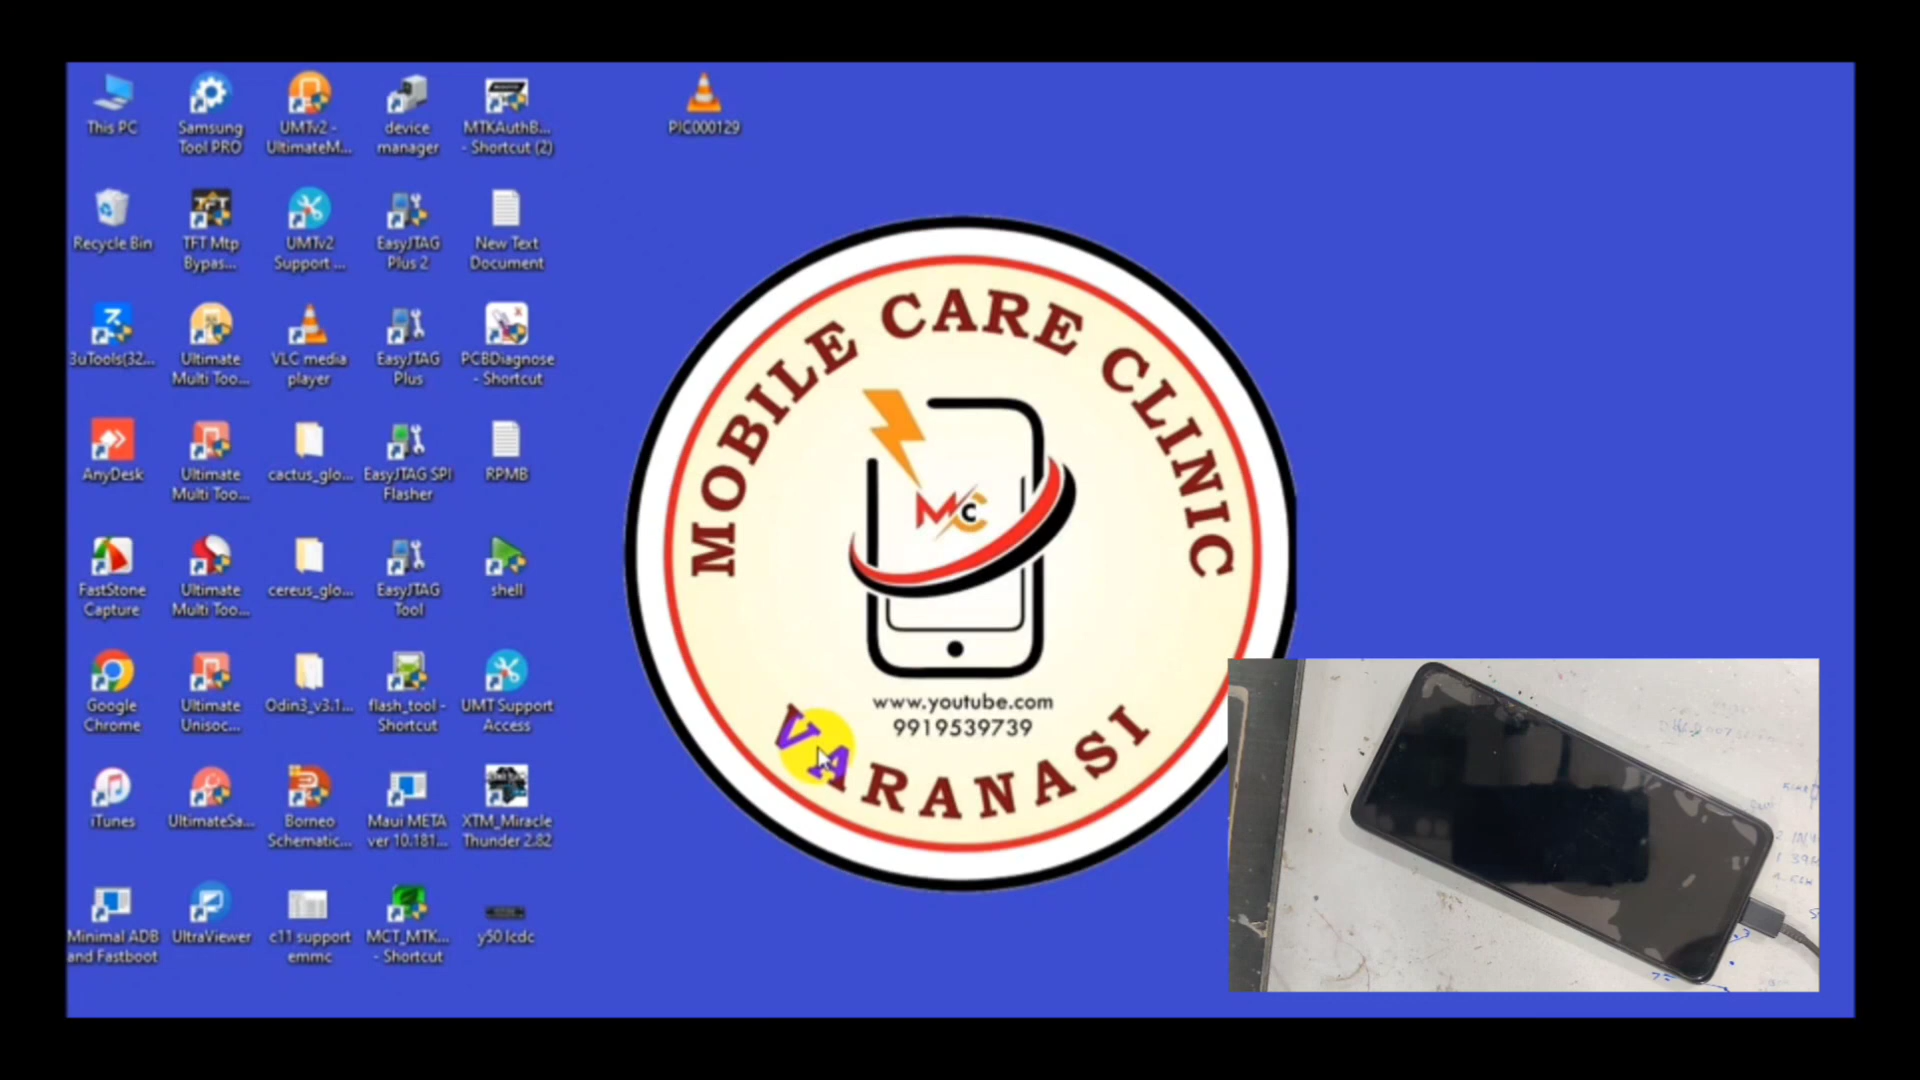 This PC
Samsung
Tool PRO
UMTv2 -
UltimateM...
device
manager
MTKAuthB...
- Shortcut (2)
PIC000129
Recycle Bin
TFT Mtp
Bypas...
UMTv2
Support ...
EasyJTAG
Plus 2
New Text
Document
3uTools(32...
Ultimate
Multi Too...
VLC media
player
EasyJTAG
Plus
PCBDiagnose
- Shortcut
AnyDesk
Ultimate
Multi Too...
cactus_glo...
EasyJTAG SPI
Flasher
RPMB
FastStone
Capture
Ultimate
Multi Too...
cereus_glo...
EasyJTAG
Tool
shell
Google
Chrome
Ultimate
Unisoc...
Odin3_v3.1...
flash_tool -
Shortcut
UMT Support
Access
iTunes
UltimateSa...
Borneo
Schematic...
Maui META
ver 10.181...
XTM_Miracle
Thunder 2.82
Minimal ADB
and Fastboot
UltraViewer
c11 support
emmc
MCT_MTK...
- Shortcut
y50 lcdc
MOBILE CARE CLINIC
MCC
www.youtube.com
9919539739
VARANASI